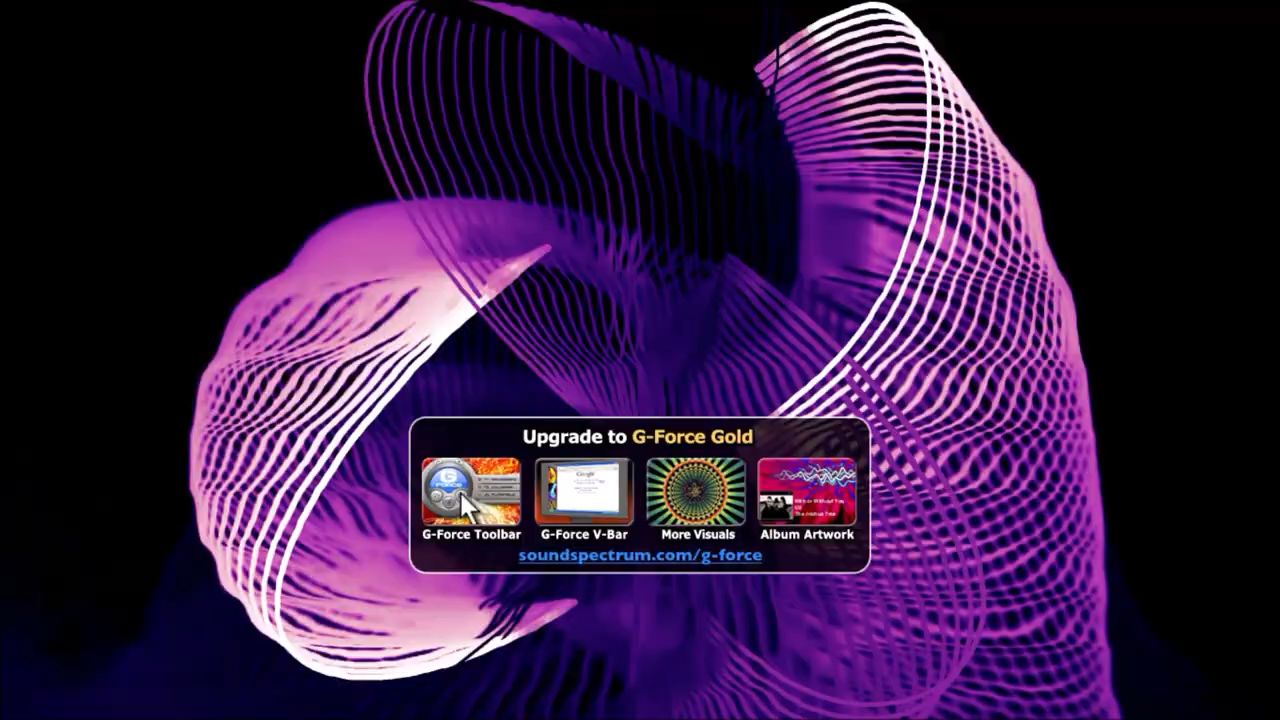 Upgrade to G-Force Gold
G-Force Toolbar G-Force V-Bar More Visuals Album Artwork
soundspectrum.com/g-force